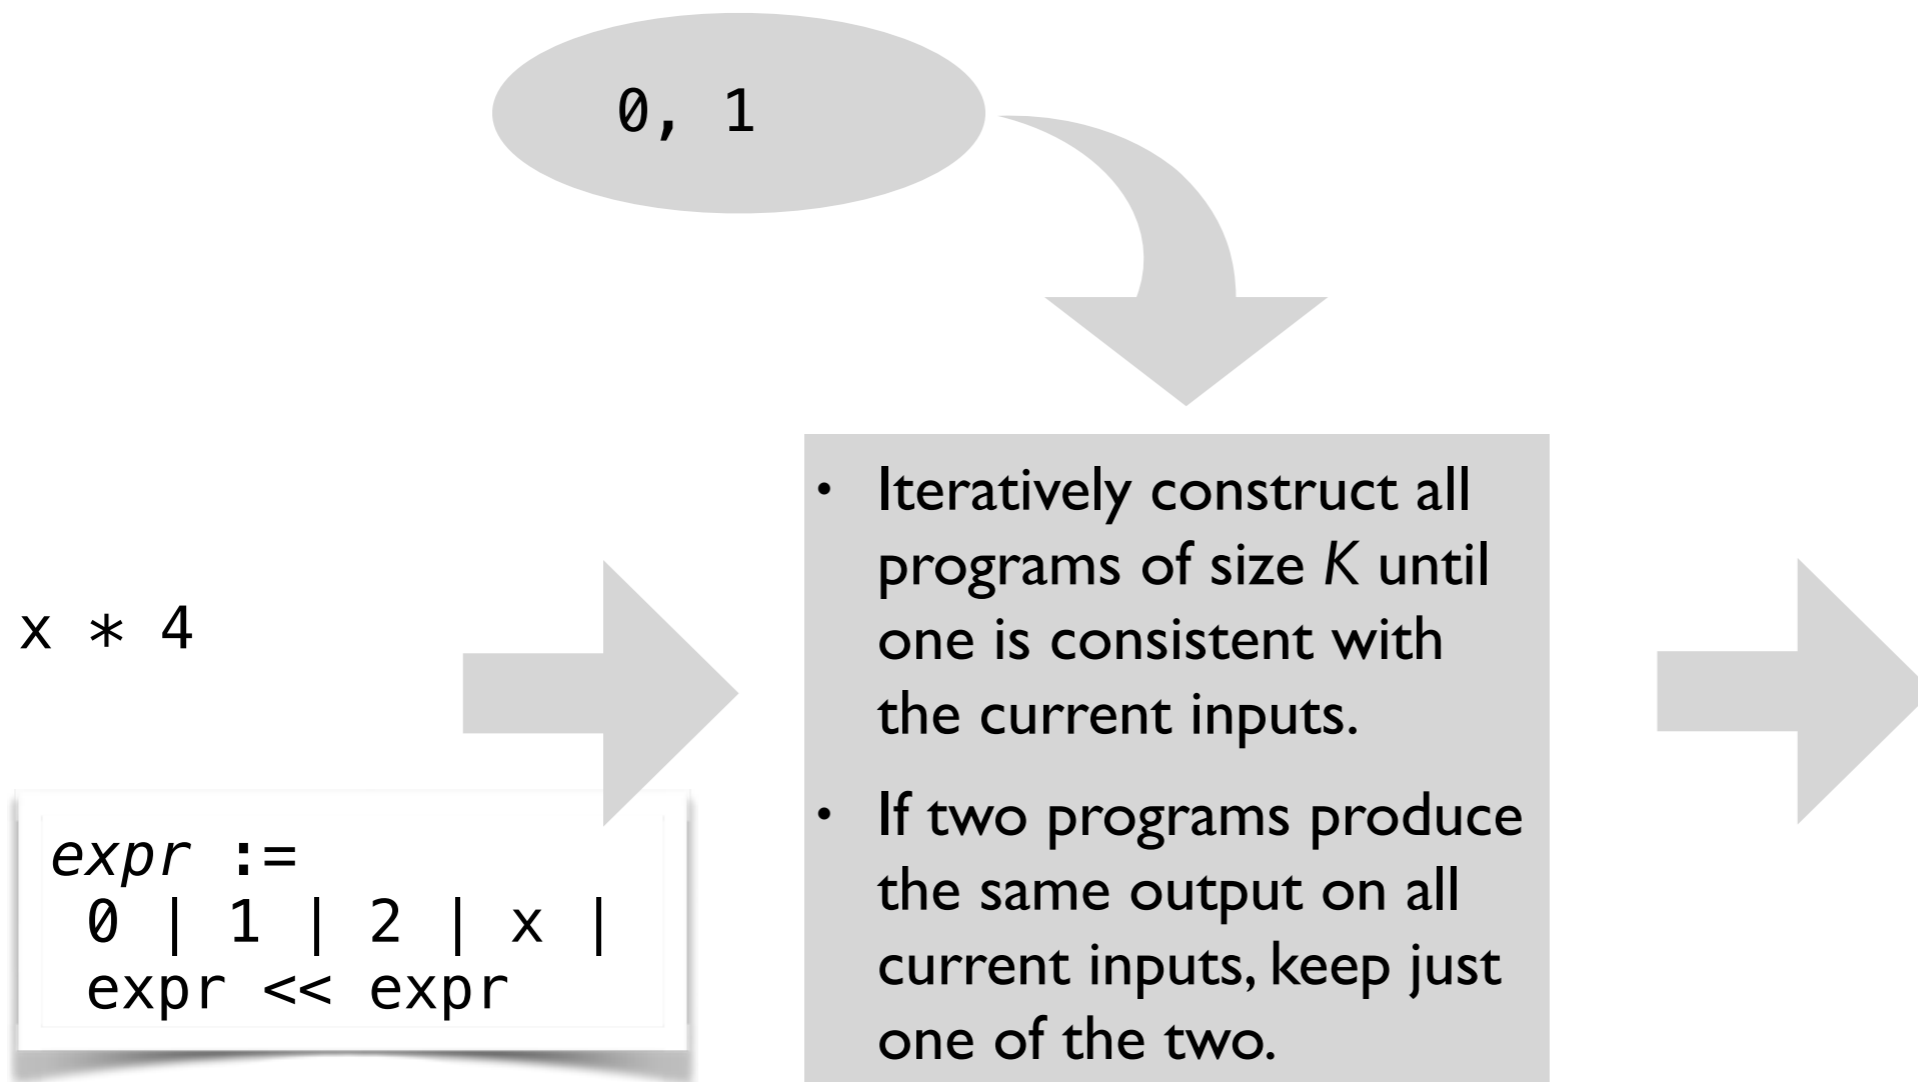 0, 1
x * 4
expr :=
0 | 1 | 2 | x |
expr << expr
• Iteratively construct all
programs of size K until
one is consistent with
the current inputs.
• If two programs produce
the same output on all
current inputs, keep just
one of the two.